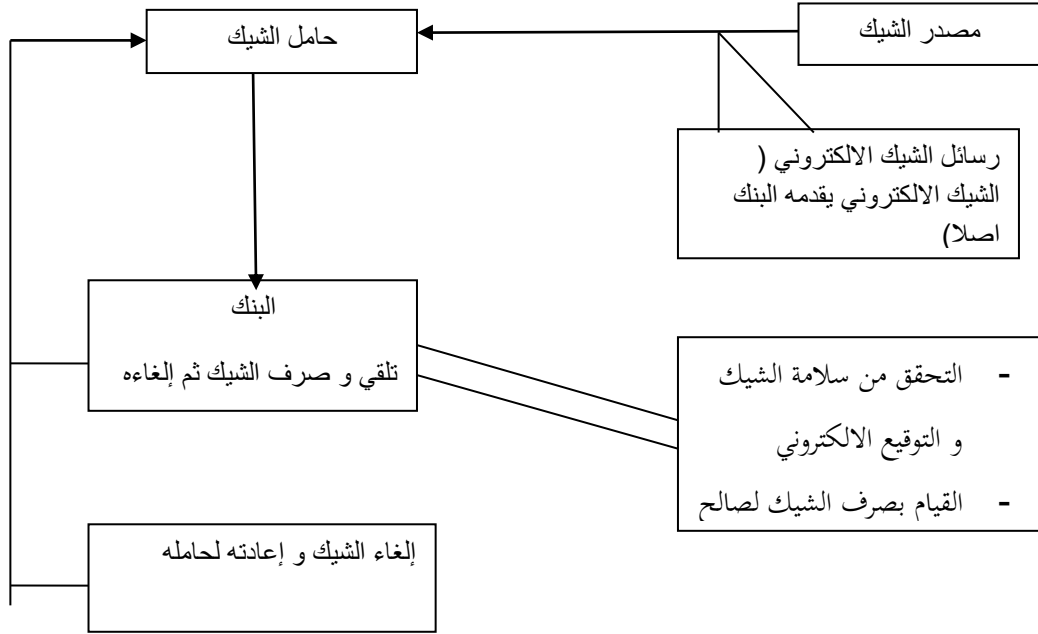 مصدر الشيك
حامل الشيك
رسائل الشيك الالكتروني (
الشيك الالكتروني يقدمه البنك
اصلا)
البنك
تلقي و صرف الشيك ثم إلغاءه
- التحقق من سلامة الشيك
و التوقيع الالكتروني
- القيام بصرف الشيك لصالح
إلغاء الشيك و إعادته لحامله